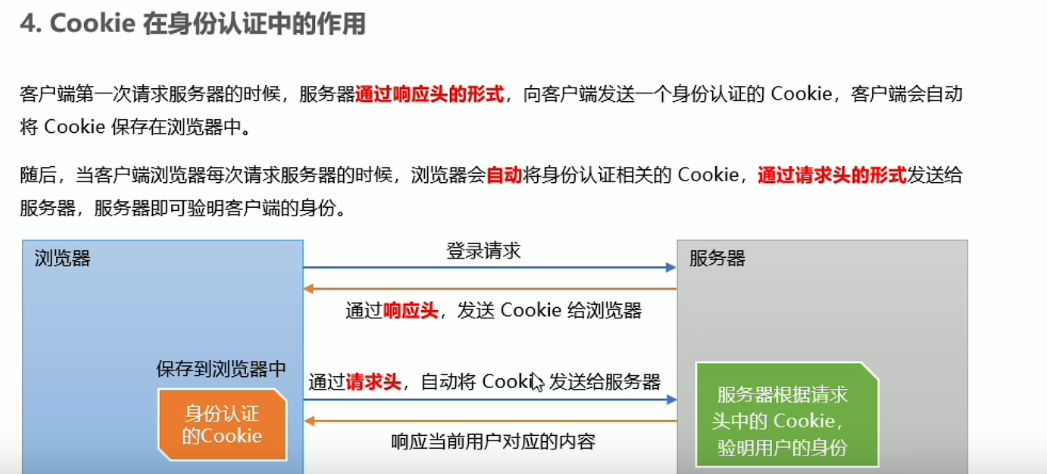 4. Cookie 在身份认证中的作用
客户端第一次请求服务器的时候，服务器通过响应头的形式，向客户端发送一个身份认证的 Cookie，客户端会自动
将 Cookie 保存在浏览器中。
随后，当客户端浏览器每次请求服务器的时候，浏览器会自动将身份认证相关的 Cookie，通过请求头的形式发送给
服务器，服务器即可验明客户端的身份。
浏览器
登录请求
服务器
通过响应头，发送 Cookie 给浏览器
保存到浏览器中
通过请求头，自动将 Cookie 发送给服务器
身份认证
的Cookie
服务器根据请求
头中的 Cookie，
验明用户的身份
响应当前用户对应的内容